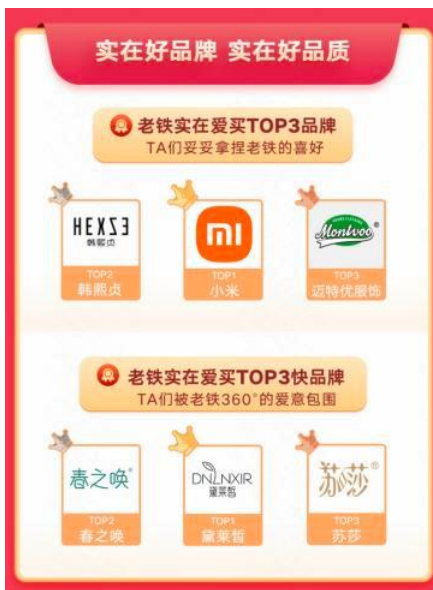 实在好品牌 实在好品质
老铁实在爱买TOP3品牌
TA们妥妥拿捏老铁的喜好
HEXZ3
韩熙贞
TOP2
韩熙贞
mi
TOP1
小米
Montvoo®
TOP3
迈特优服饰
老铁实在爱买TOP3快品牌
TA们被老铁360°的爱意包围
春之唤®
TOP2
春之唤
DNLNXIR
黛莱皙
TOP1
黛莱皙
苏莎®
TOP3
苏莎